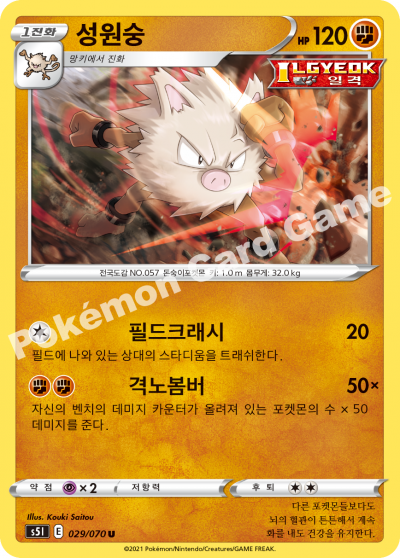 1진화
성원숭
HP 120
망키에서 진화
ILGYEOK
일격
전국도감 NO.057 돈숭이포켓몬 키: 1.0 m 몸무게: 32.0 kg
Pokémon Card Game
필드크래시 20
필드에 나와 있는 상대의 스타디움을 트래쉬한다.
격노봄버 50×
자신의 벤치의 데미지 카운터가 올려져 있는 포켓몬의 수 × 50
데미지를 준다.
약점 × 2 저항력 후퇴
Illus. Kouki Saitou
s5I E 029/070 U
다른 포켓몬들보다도
뇌의 혈관이 튼튼해서 계속
화를 내도 건강을 유지한다.
©2021 Pokémon/Nintendo/Creatures/GAME FREAK.